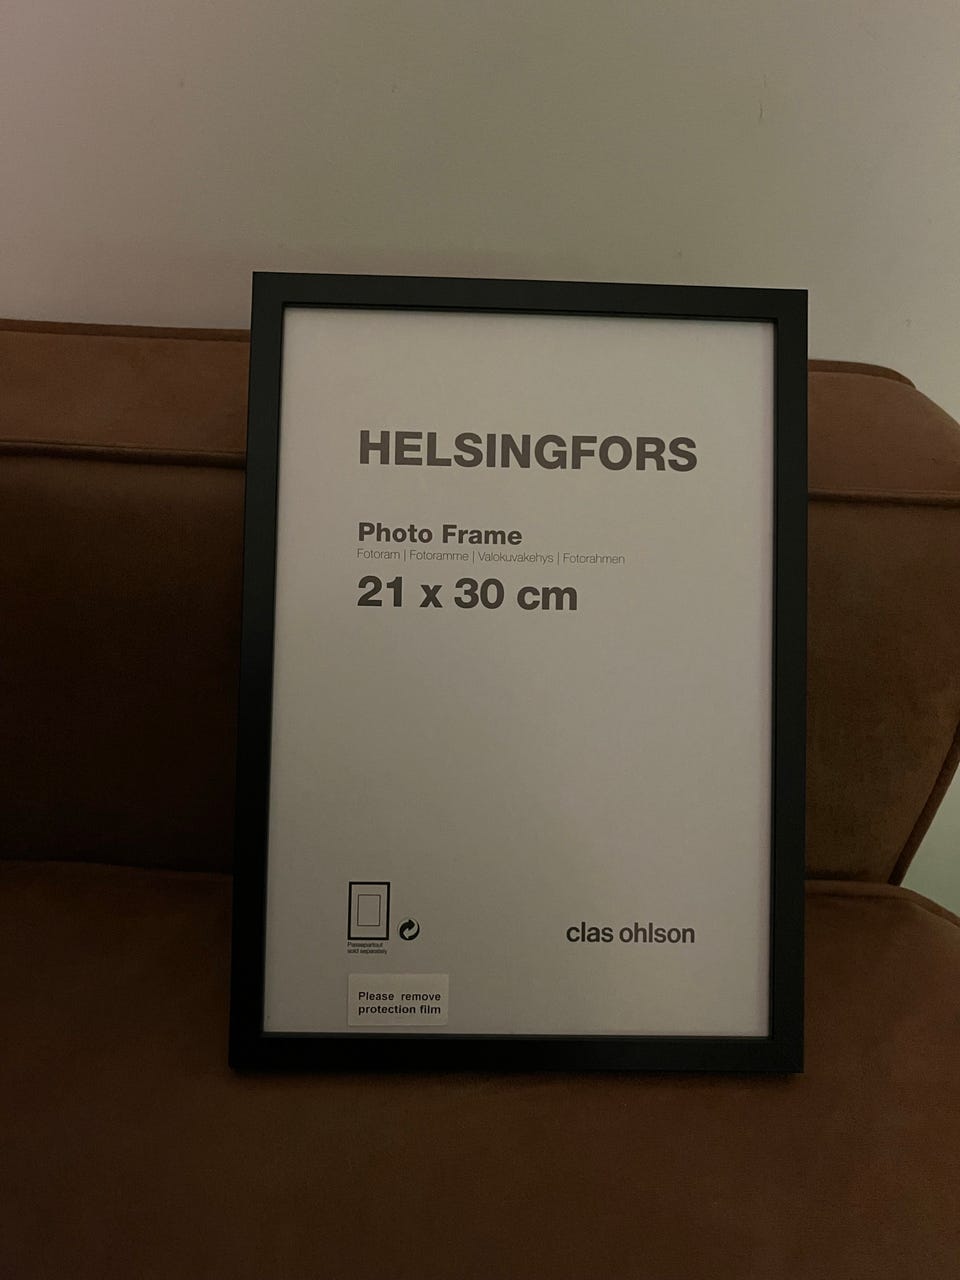 HELSINGFORS
Photo Frame
Fotoram | Fotoramme | Valokuvakehys | Fotorahmen
21 x 30 cm
Passepartout
sold separately
clas ohlson
Please remove
protection film